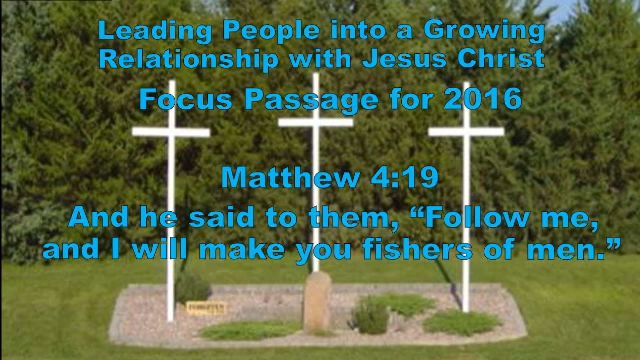 Leading People into a Growing
Relationship with Jesus Christ
Focus Passage for 2016
Matthew 4:19
And he said to them, “Follow me,
and I will make you fishers of men.”